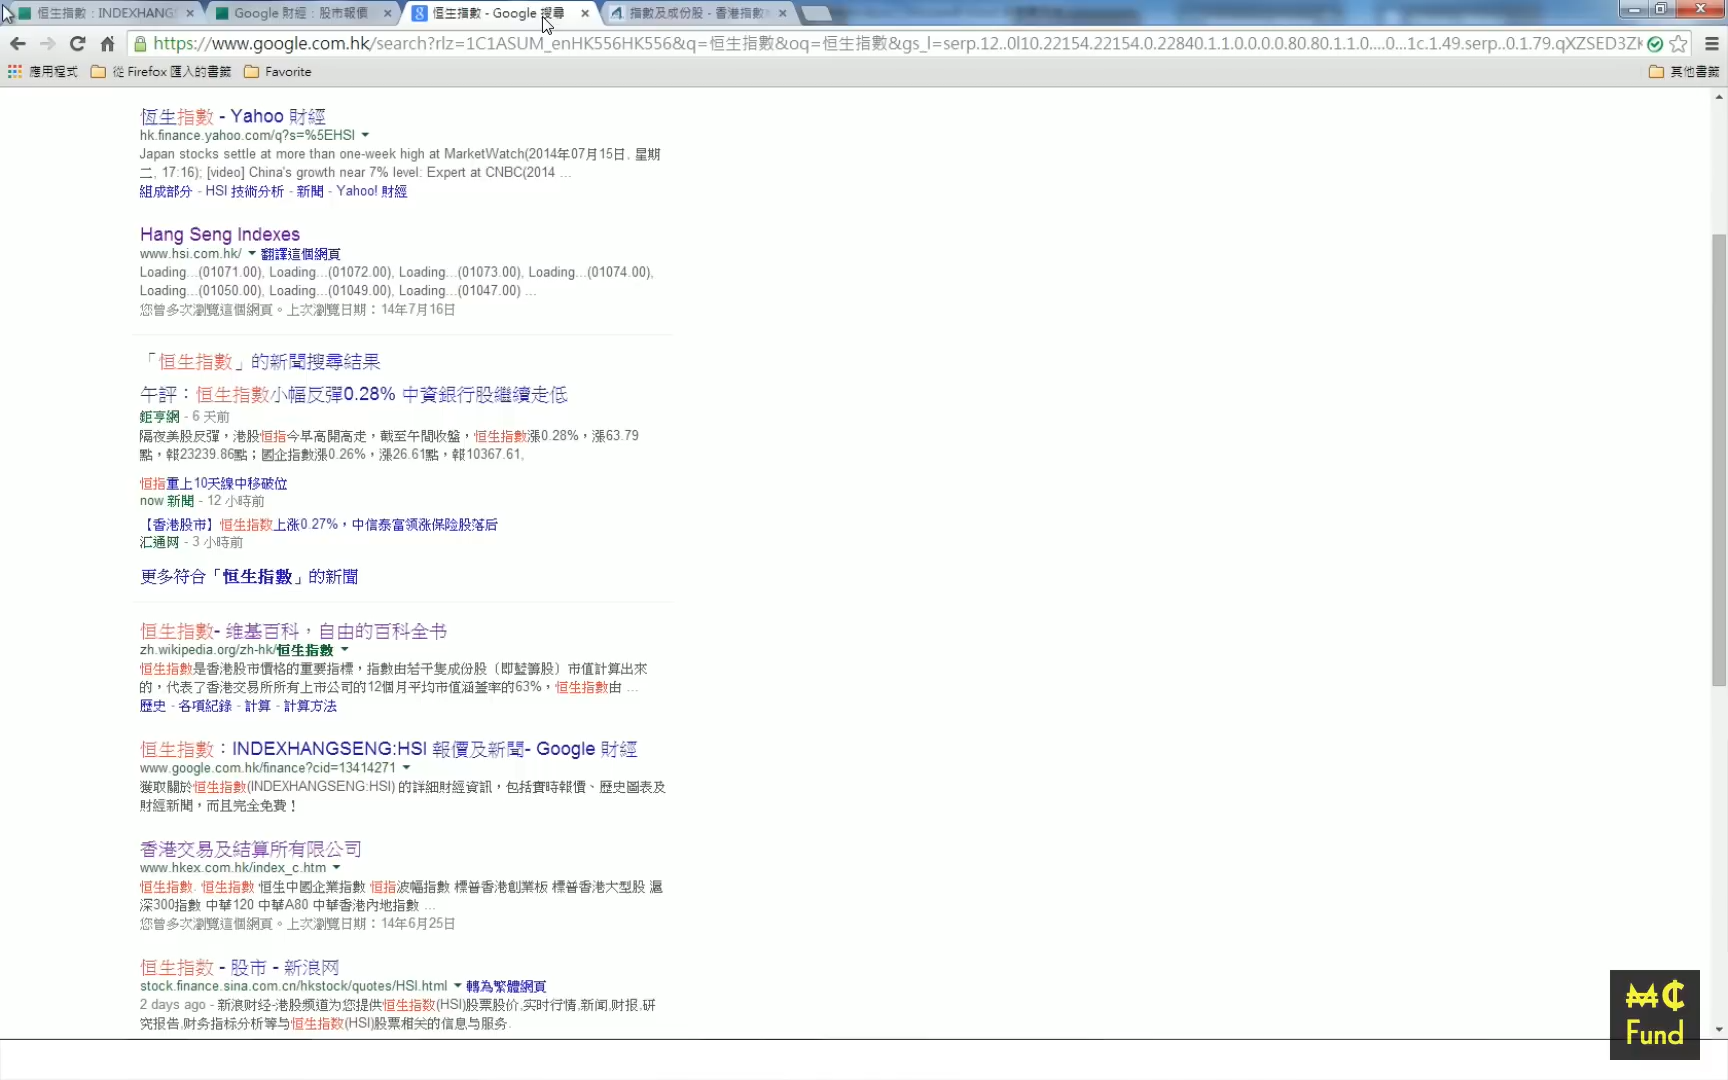 恒生指數：INDEXHANGS
Google 財經：股市報價
恒生指數 - Google 搜尋
指數及成份股 - 香港指數
https://www.google.com.hk/search?rlz=1C1ASUM_enHK556HK556&q=恒生指數&oq=恒生指數&gs_l=serp.12..0l10.22154.22154.0.22840.1.1.0.0.0.0.80.80.1.1.0....0...1c.1.49.serp..0.1.79.qXZSED3Zk
應用程式
從 Firefox 匯入的書籤
Favorite
其他書籤
恆生指數 - Yahoo 財經
hk.finance.yahoo.com/q?s=%5EHSI
Japan stocks settle at more than one-week high at MarketWatch(2014年07月15日, 星期
二, 17:16); [video] China's growth near 7% level: Expert at CNBC(2014 ...
組成部分 - HSI 技術分析 - 新聞 - Yahoo! 財經
Hang Seng Indexes
www.hsi.com.hk/ 翻譯這個網頁
Loading...(01071.00), Loading...(01072.00), Loading...(01073.00), Loading...(01074.00),
Loading...(01050.00), Loading...(01049.00), Loading...(01047.00) ...
您曾多次瀏覽這個網頁。上次瀏覽日期：14年7月16日
「恒生指數」的新聞搜尋結果
午評：恒生指數小幅反彈0.28% 中資銀行股繼續走低
鉅亨網 - 6 天前
隔夜美股反彈，港股恒指今早高開高走，截至午間收盤，恒生指數漲0.28%，漲63.79
點，報23239.86點；國企指數漲0.26%，漲26.61點，報10367.61,
恒指重上10天線中移破位
now 新聞 - 12 小時前
【香港股市】恒生指数上涨0.27%，中信泰富领涨保险股落后
汇通网 - 3 小時前
更多符合「恒生指數」的新聞
恒生指數- 维基百科，自由的百科全书
zh.wikipedia.org/zh-hk/恒生指數
恒生指數是香港股市價格的重要指標，指數由若干隻成份股（即藍籌股）市值計算出來
的，代表了香港交易所所有上市公司的12個月平均市值涵蓋率的63%，恒生指數由 ...
歷史 - 各項紀錄 - 計算 - 計算方法
恒生指數：INDEXHANGSENG:HSI 報價及新聞- Google 財經
www.google.com.hk/finance?cid=13414271
獲取關於恒生指數(INDEXHANGSENG:HSI) 的詳細財經資訊，包括實時報價、歷史圖表及
財經新聞，而且完全免費！
香港交易及結算所有限公司
www.hkex.com.hk/index_c.htm
恒生指數. 恒生指數 恒生中國企業指數 恒指波幅指數 標普香港創業板 標普香港大型股 滬
深300指數 中華120 中華A80 中華香港內地指數 ...
您曾多次瀏覽這個網頁。上次瀏覽日期：14年6月25日
恒生指数 - 股市 - 新浪网
stock.finance.sina.com.cn/hkstock/quotes/HSI.html 轉為繁體網頁
2 days ago - 新浪财经-港股频道为您提供恒生指数(HSI)股票股价,实时行情,新闻,财报,研
究报告,财务指标分析等与恒生指数(HSI)股票相关的信息与服务.
M¢
Fund